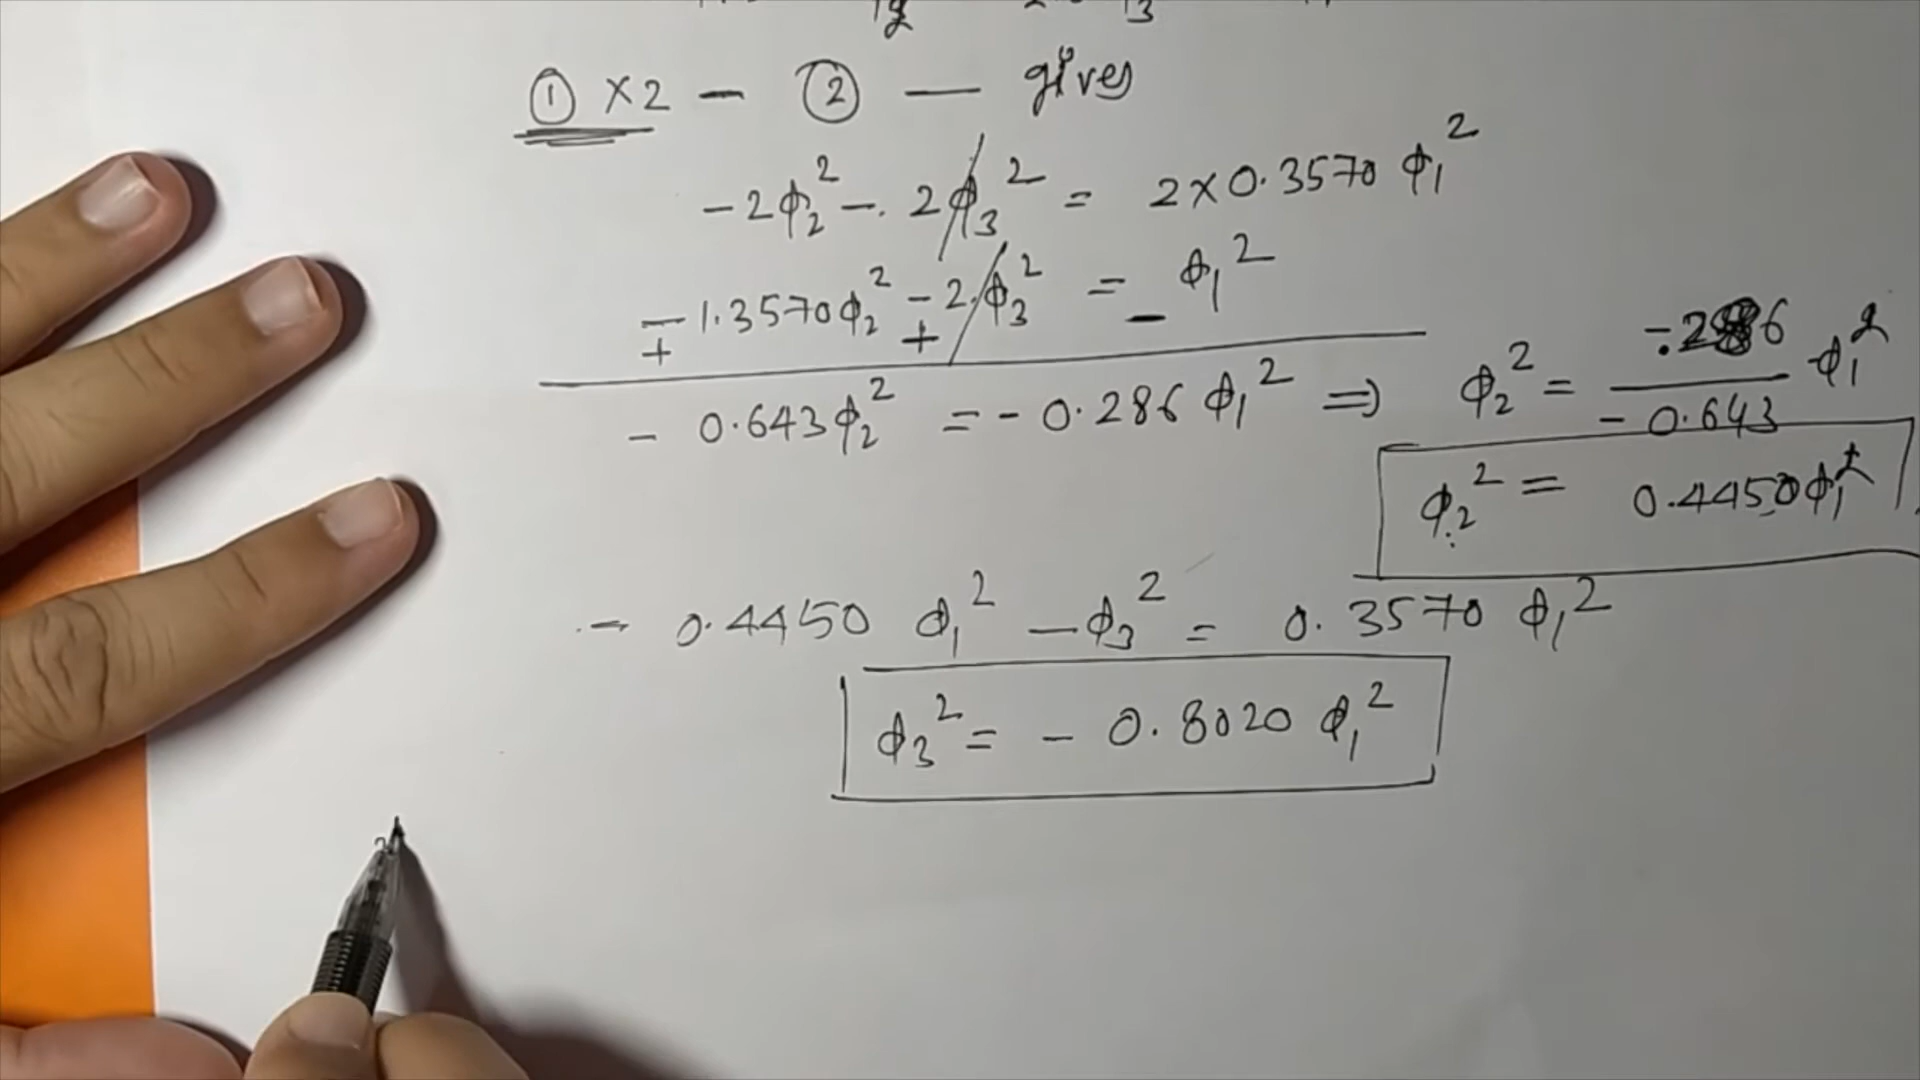 ① ×2 — ② — gives
-2ϕ₂² -. 2ϕ₃² = 2×0.3570 ϕ₁²
-1.3570ϕ₂² - 2ϕ₃² = ϕ₁²
+ + -
- 0.643ϕ₂² = - 0.286 ϕ₁² ⇒ ϕ₂² = -.286/-0.643 ϕ₁²
ϕ₂² = 0.4450ϕ₁²
- 0.4450 ϕ₁² - ϕ₃² = 0.3570 ϕ₁²
ϕ₃² = - 0.8020 ϕ₁²